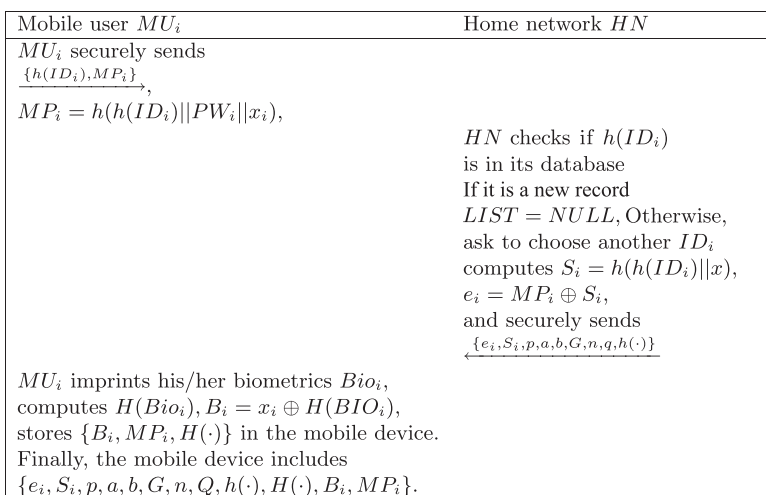 Mobile user $MU_i$ Home network $HN$
$MU_i$ securely sends
$\xrightarrow{\{h(ID_i),MP_i\}}$,
$MP_i = h(h(ID_i)||PW_i||x_i)$,
$HN$ checks if $h(ID_i)$
is in its database
If it is a new record
$LIST = NULL$, Otherwise,
ask to choose another $ID_i$
computes $S_i = h(h(ID_i)||x)$,
$e_i = MP_i \oplus S_i$,
and securely sends
$\xleftarrow{\{e_i,S_i,p,a,b,G,n,q,h(\cdot)\}}$
$MU_i$ imprints his/her biometrics $Bio_i$,
computes $H(Bio_i), B_i = x_i \oplus H(BIO_i)$,
stores $\{B_i, MP_i, H(\cdot)\}$ in the mobile device.
Finally, the mobile device includes
$\{e_i, S_i, p, a, b, G, n, Q, h(\cdot), H(\cdot), B_i, MP_i\}$.